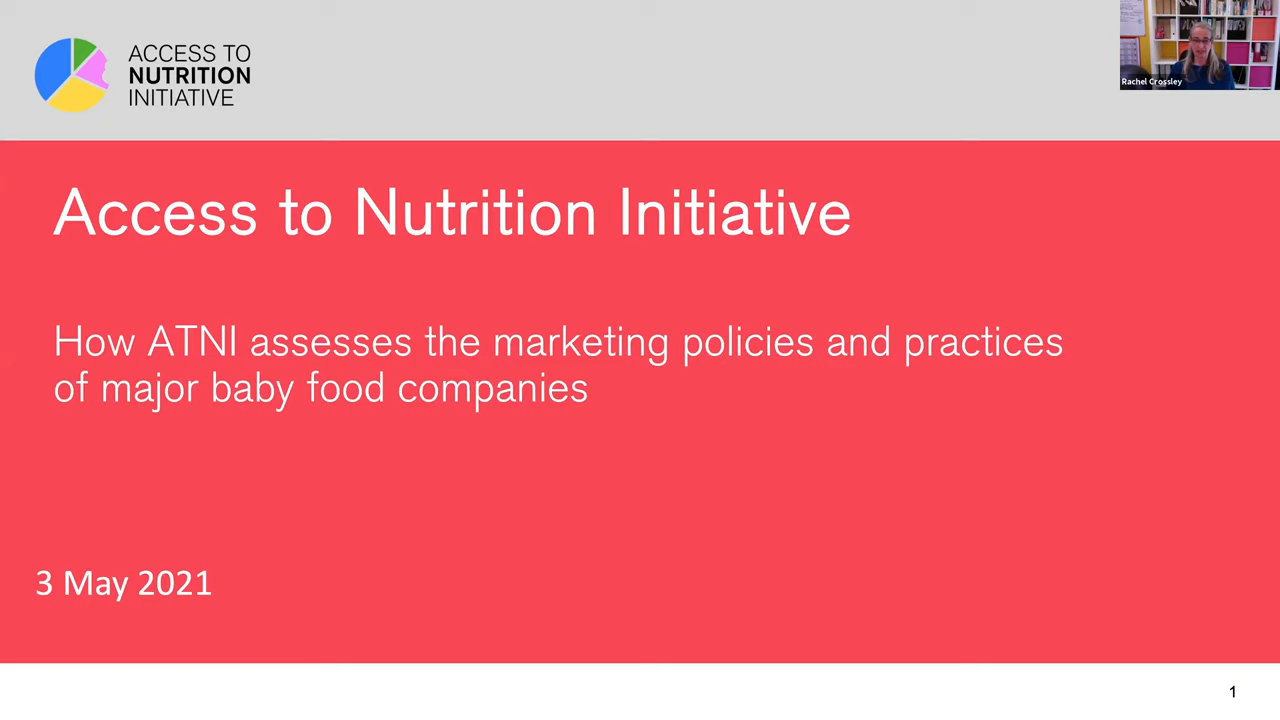 ACCESS TO
NUTRITION
INITIATIVE
Rachel Crossley
Access to Nutrition Initiative
How ATNI assesses the marketing policies and practices
of major baby food companies
3 May 2021
1